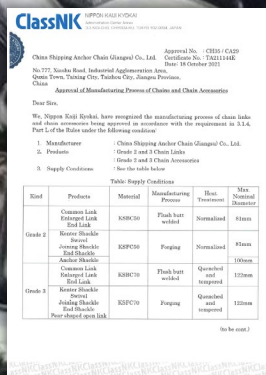 ClassNK
NIPPON KAIJI KYOKAI
Approval No. : CH36 / CA29
China Shipping Anchor Chain (Jiangsu) Co., Ltd.
Certificate No. : TA21114AE
Date: 18 October 2021
No.777, Xinzhu Road, Industrial Agglomeration Area,
Qunta Town, Taixing City, Taizhou City, Jiangsu Province,
China
Approval of Manufacturing Process of Chains and Chain Accessories
Dear Sirs,
We, Nippon Kaiji Kyokai, have recognized the manufacturing process of chain links
and chain accessories being approved in accordance with the requirement in 3.1.4,
Part L of the Rules under the following condition:
1. Manufacturer : China Shipping Anchor Chain (Jiangsu) Co., Ltd.
2. Products : Grade 2 and 3 Chain Links
: Grade 2 and 3 Chain Accessories
3. Supply Conditions : See the table below
Table: Supply Conditions
Kind Products Material Manufacturing Process Heat Treatment Max. Nominal Diameter
Grade 2 Common Link Enlarged Link End Link KSBC50 Flash butt welded Normalized 81mm
Kenter Shackle Swivel Joining Shackle End Shackle KSPC50 Forging Normalized 81mm
Anchor Shackle 100mm
Grade 3 Common Link Enlarged Link End Link KSBC70 Flash butt welded Quenched and tempered 122mm
Kenter Shackle Swivel Joining Shackle End Shackle Pear shaped open link KSPC70 Forging Quenched and tempered 122mm
(to be cont.)